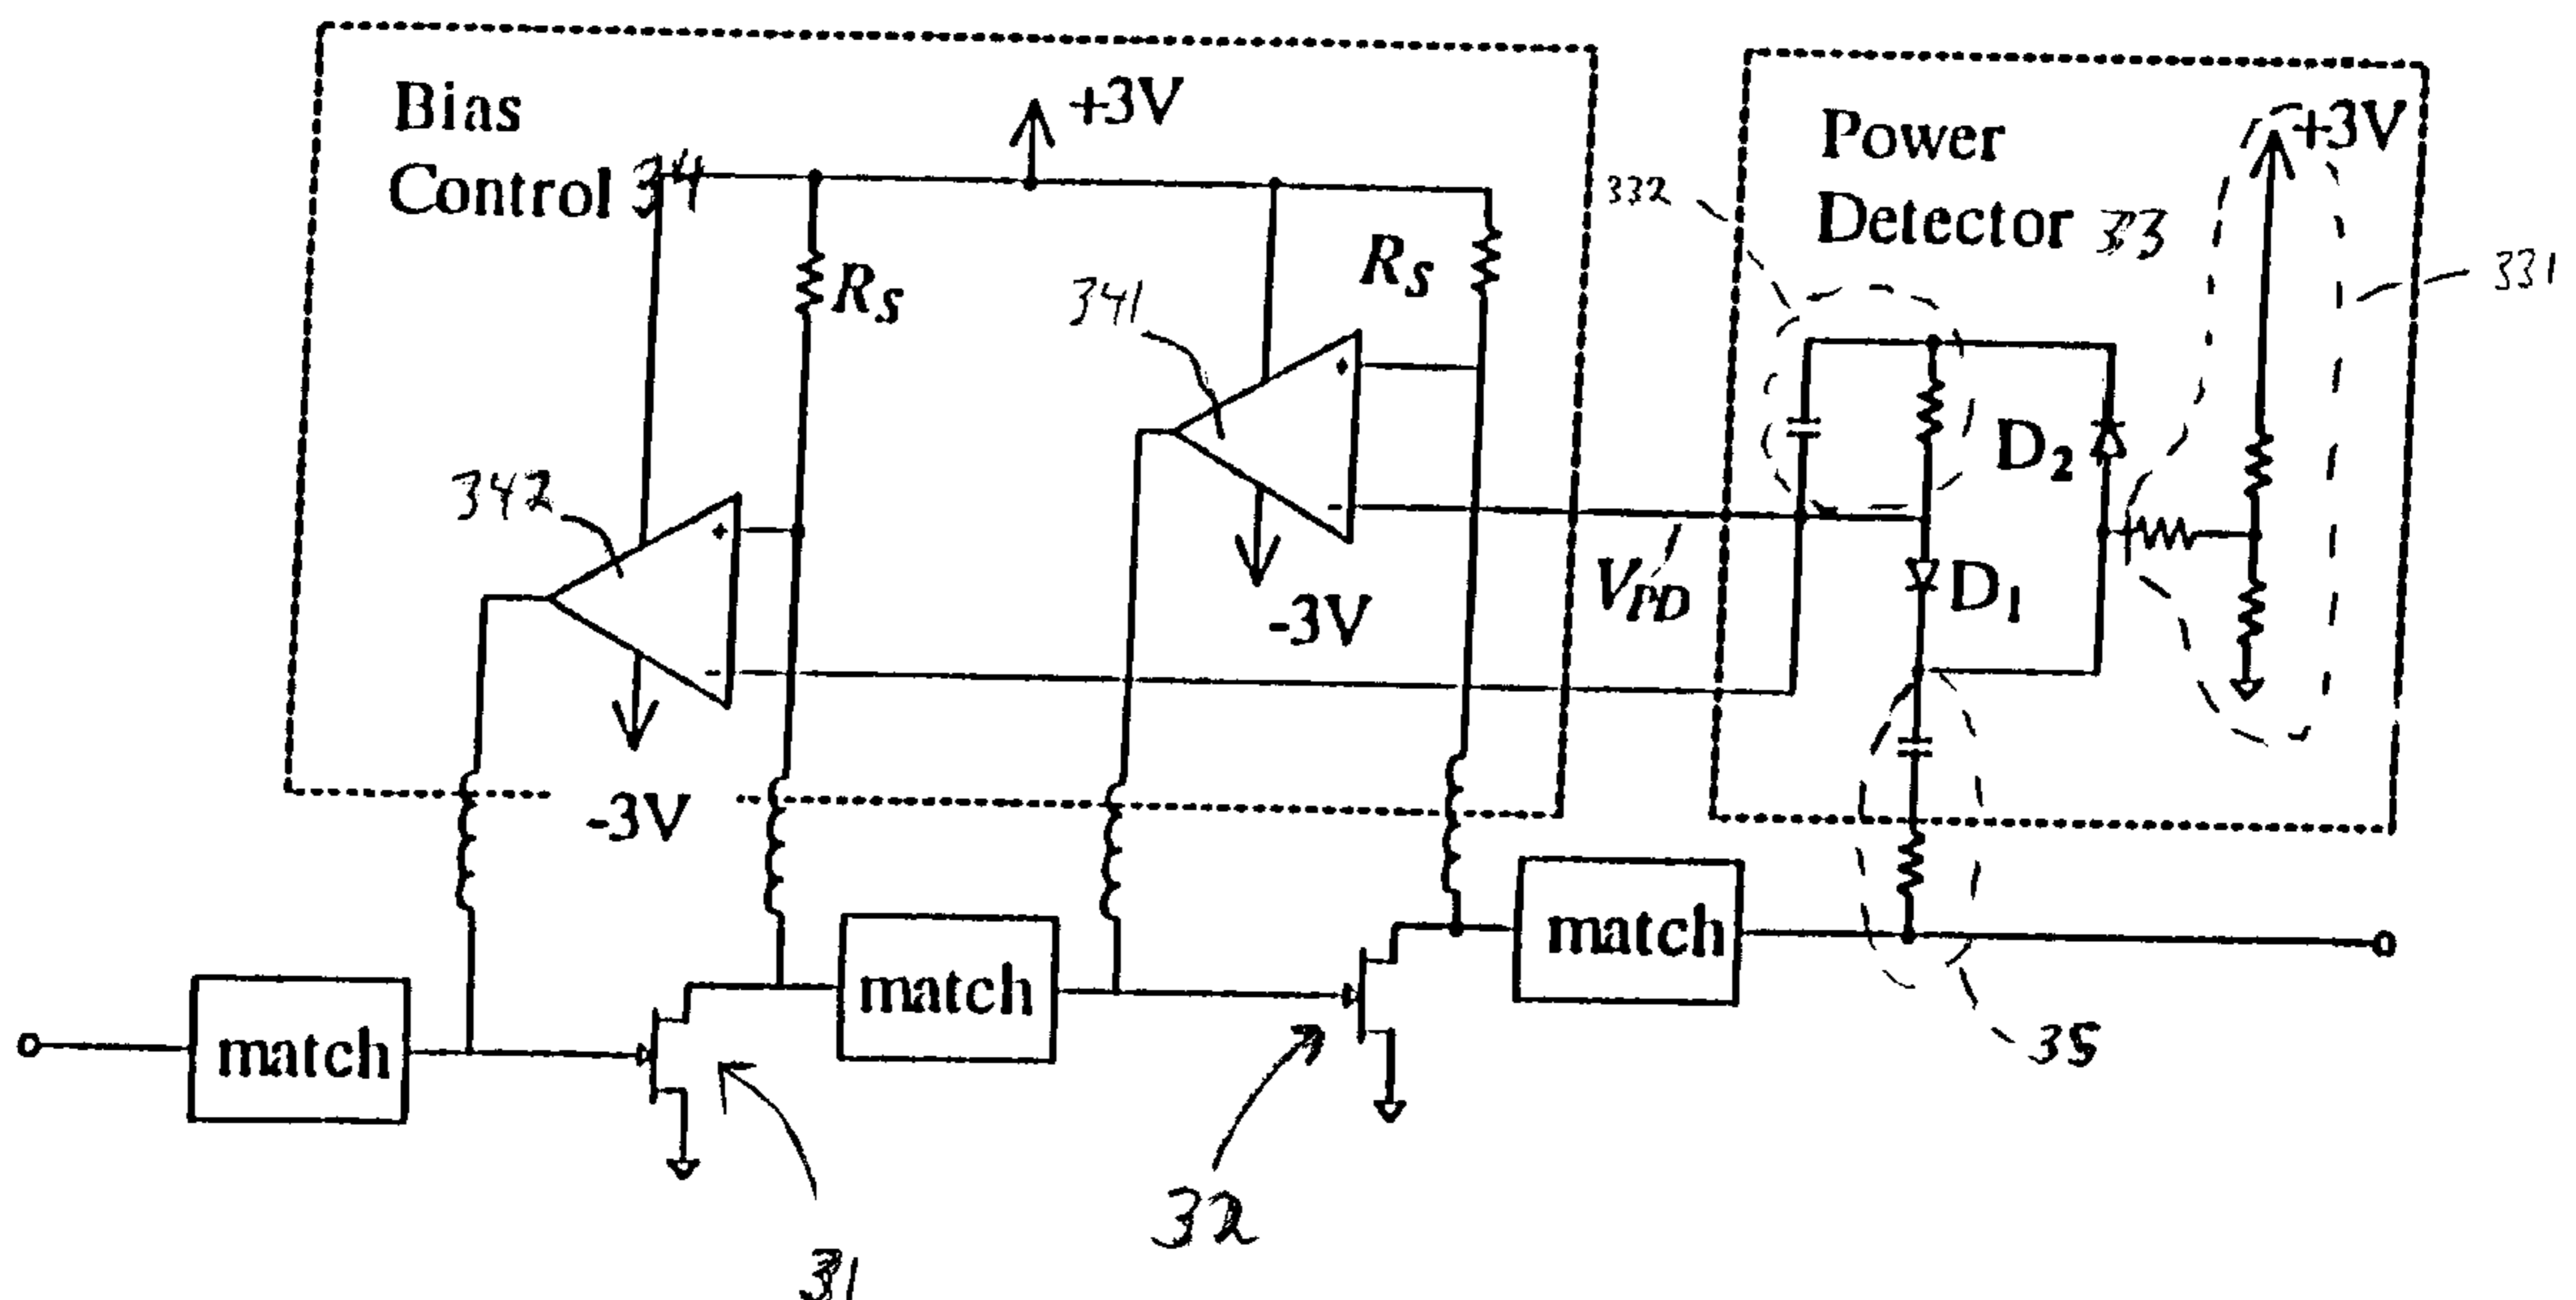 Bias
Control 34
+3V
Rs
Rs
341
342
-3V
-3V
VPD
332
Power
Detector 33
+3V
331
D2
D1
match
match
match
35
31
32
+
-
+
-